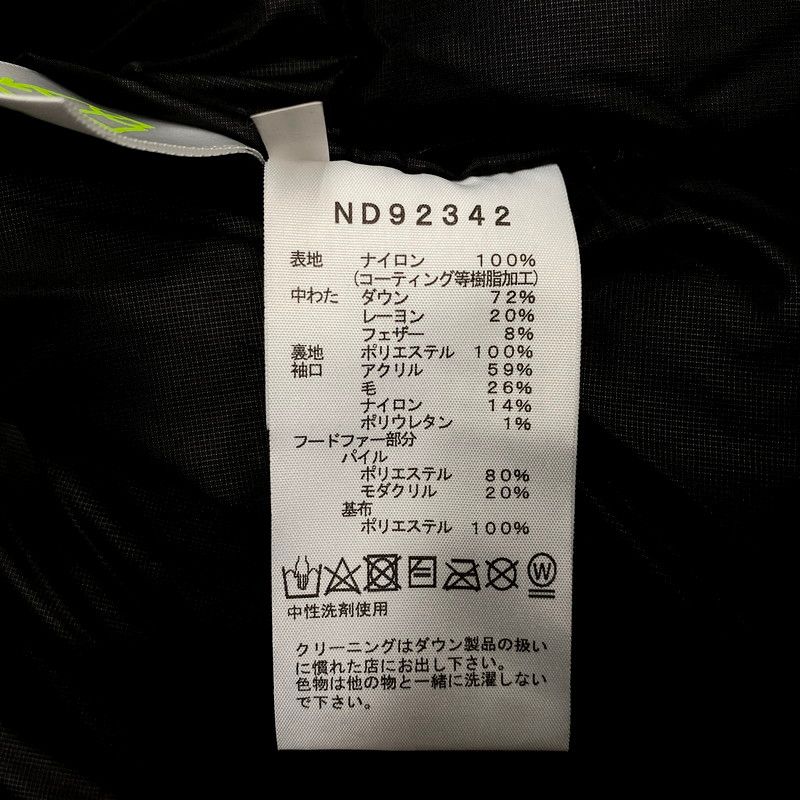 ND92342
表地 ナイロン 100%
(コーティング等樹脂加工)
中わた ダウン 72%
レーヨン 20%
フェザー 8%
裏地 ポリエステル 100%
袖口 アクリル 59%
毛 26%
ナイロン 14%
ポリウレタン 1%
フードファー部分
パイル
ポリエステル 80%
モダクリル 20%
基布
ポリエステル 100%
W
中性洗剤使用
クリーニングはダウン製品の扱い
に慣れた店にお出し下さい。
色物は他の物と一緒に洗濯しない
で下さい。